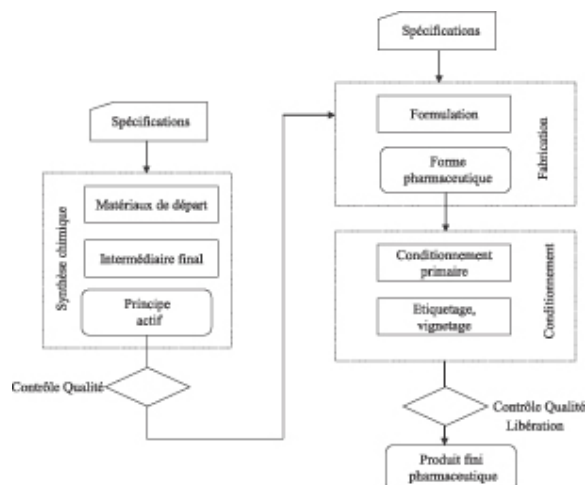 Spécifications
Matériaux de départ
Intermédiaire final
Principe
actif
Synthèse chimique
Contrôle Qualité
Spécifications
Formulation
Forme
pharmaceutique
Fabrication
Conditionnement
primaire
Etiquetage,
vignetage
Conditionnement
Contrôle Qualité
Libération
Produit fini
pharmaceutique